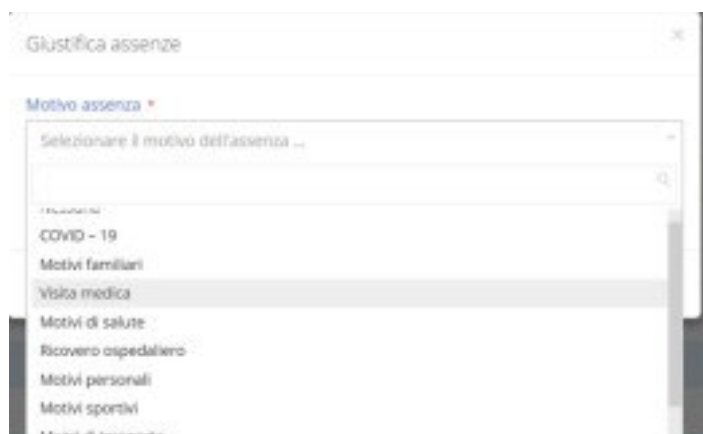 Giustifica assenze
×
Motivo assenza *
Selezionare il motivo dell'assenza ...
COVID – 19
Motivi familiari
Visita medica
Motivi di salute
Ricovero ospedaliero
Motivi personali
Motivi sportivi